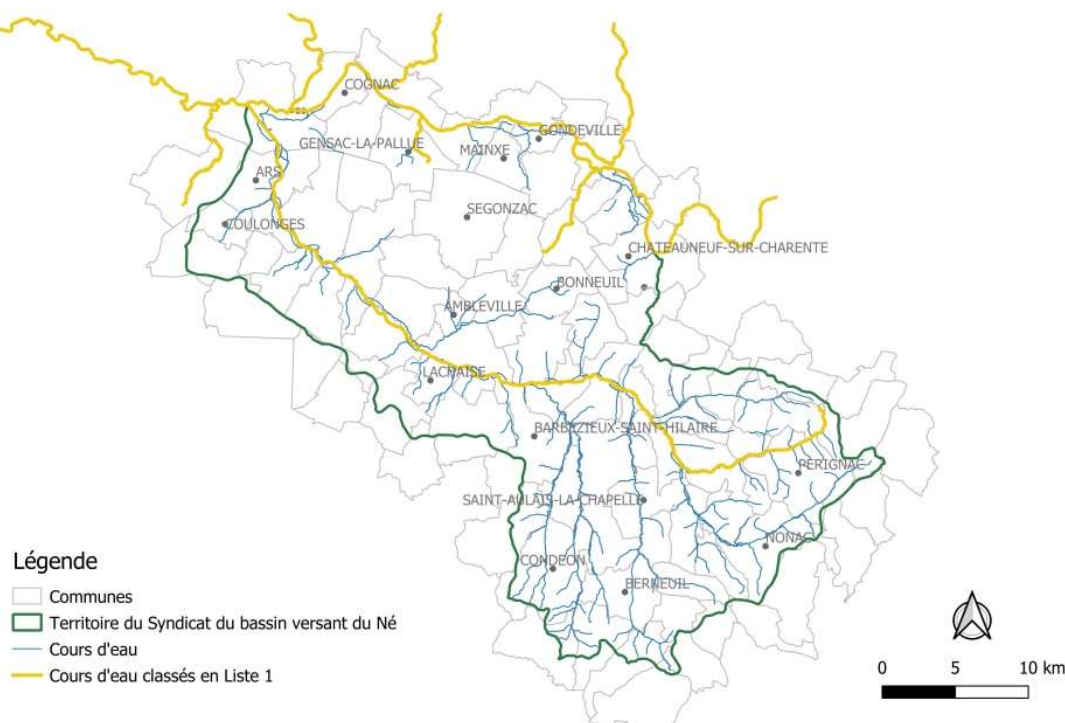 COGNAC
GONDEVILLE
GENSAC-LA-PALLUE
MAINXE
ARS
SEGONZAC
COULONGES
CHATEAUNEUF-SUR-CHARENTE
BONNEUIL
AMBLEVILLE
LACHAISE
BARBEZIEUX-SAINT-HILAIRE
PERIGNAC
SAINT-AULAIS-LA-CHAPELLE
NONAC
CONDEON
BERNEUIL
Légende
Communes
Territoire du Syndicat du bassin versant du Né
Cours d'eau
Cours d'eau classés en Liste 1
0 5 10 km